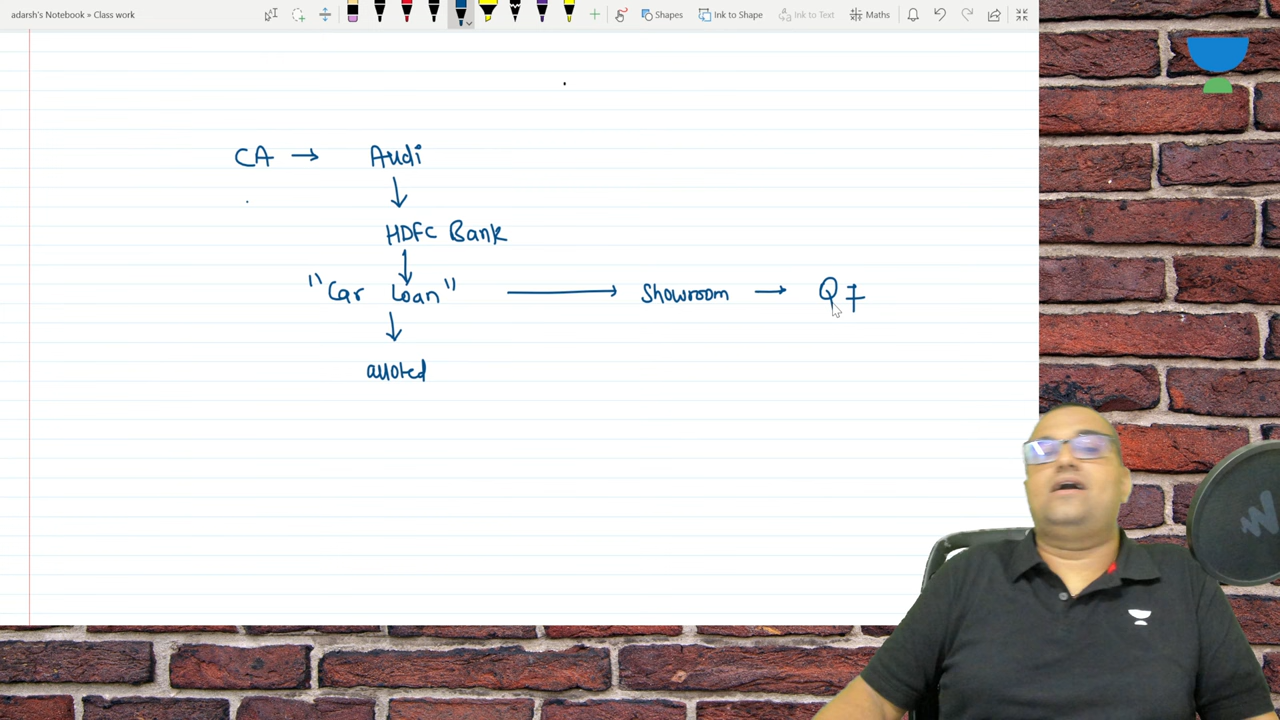 adarsh's Notebook » Class work
Shapes Ink to Shape Ink to Text Maths
CA → Audi
↓
HDFC Bank
↓
"Car Loan" → Showroom → Q7
↓
alloted